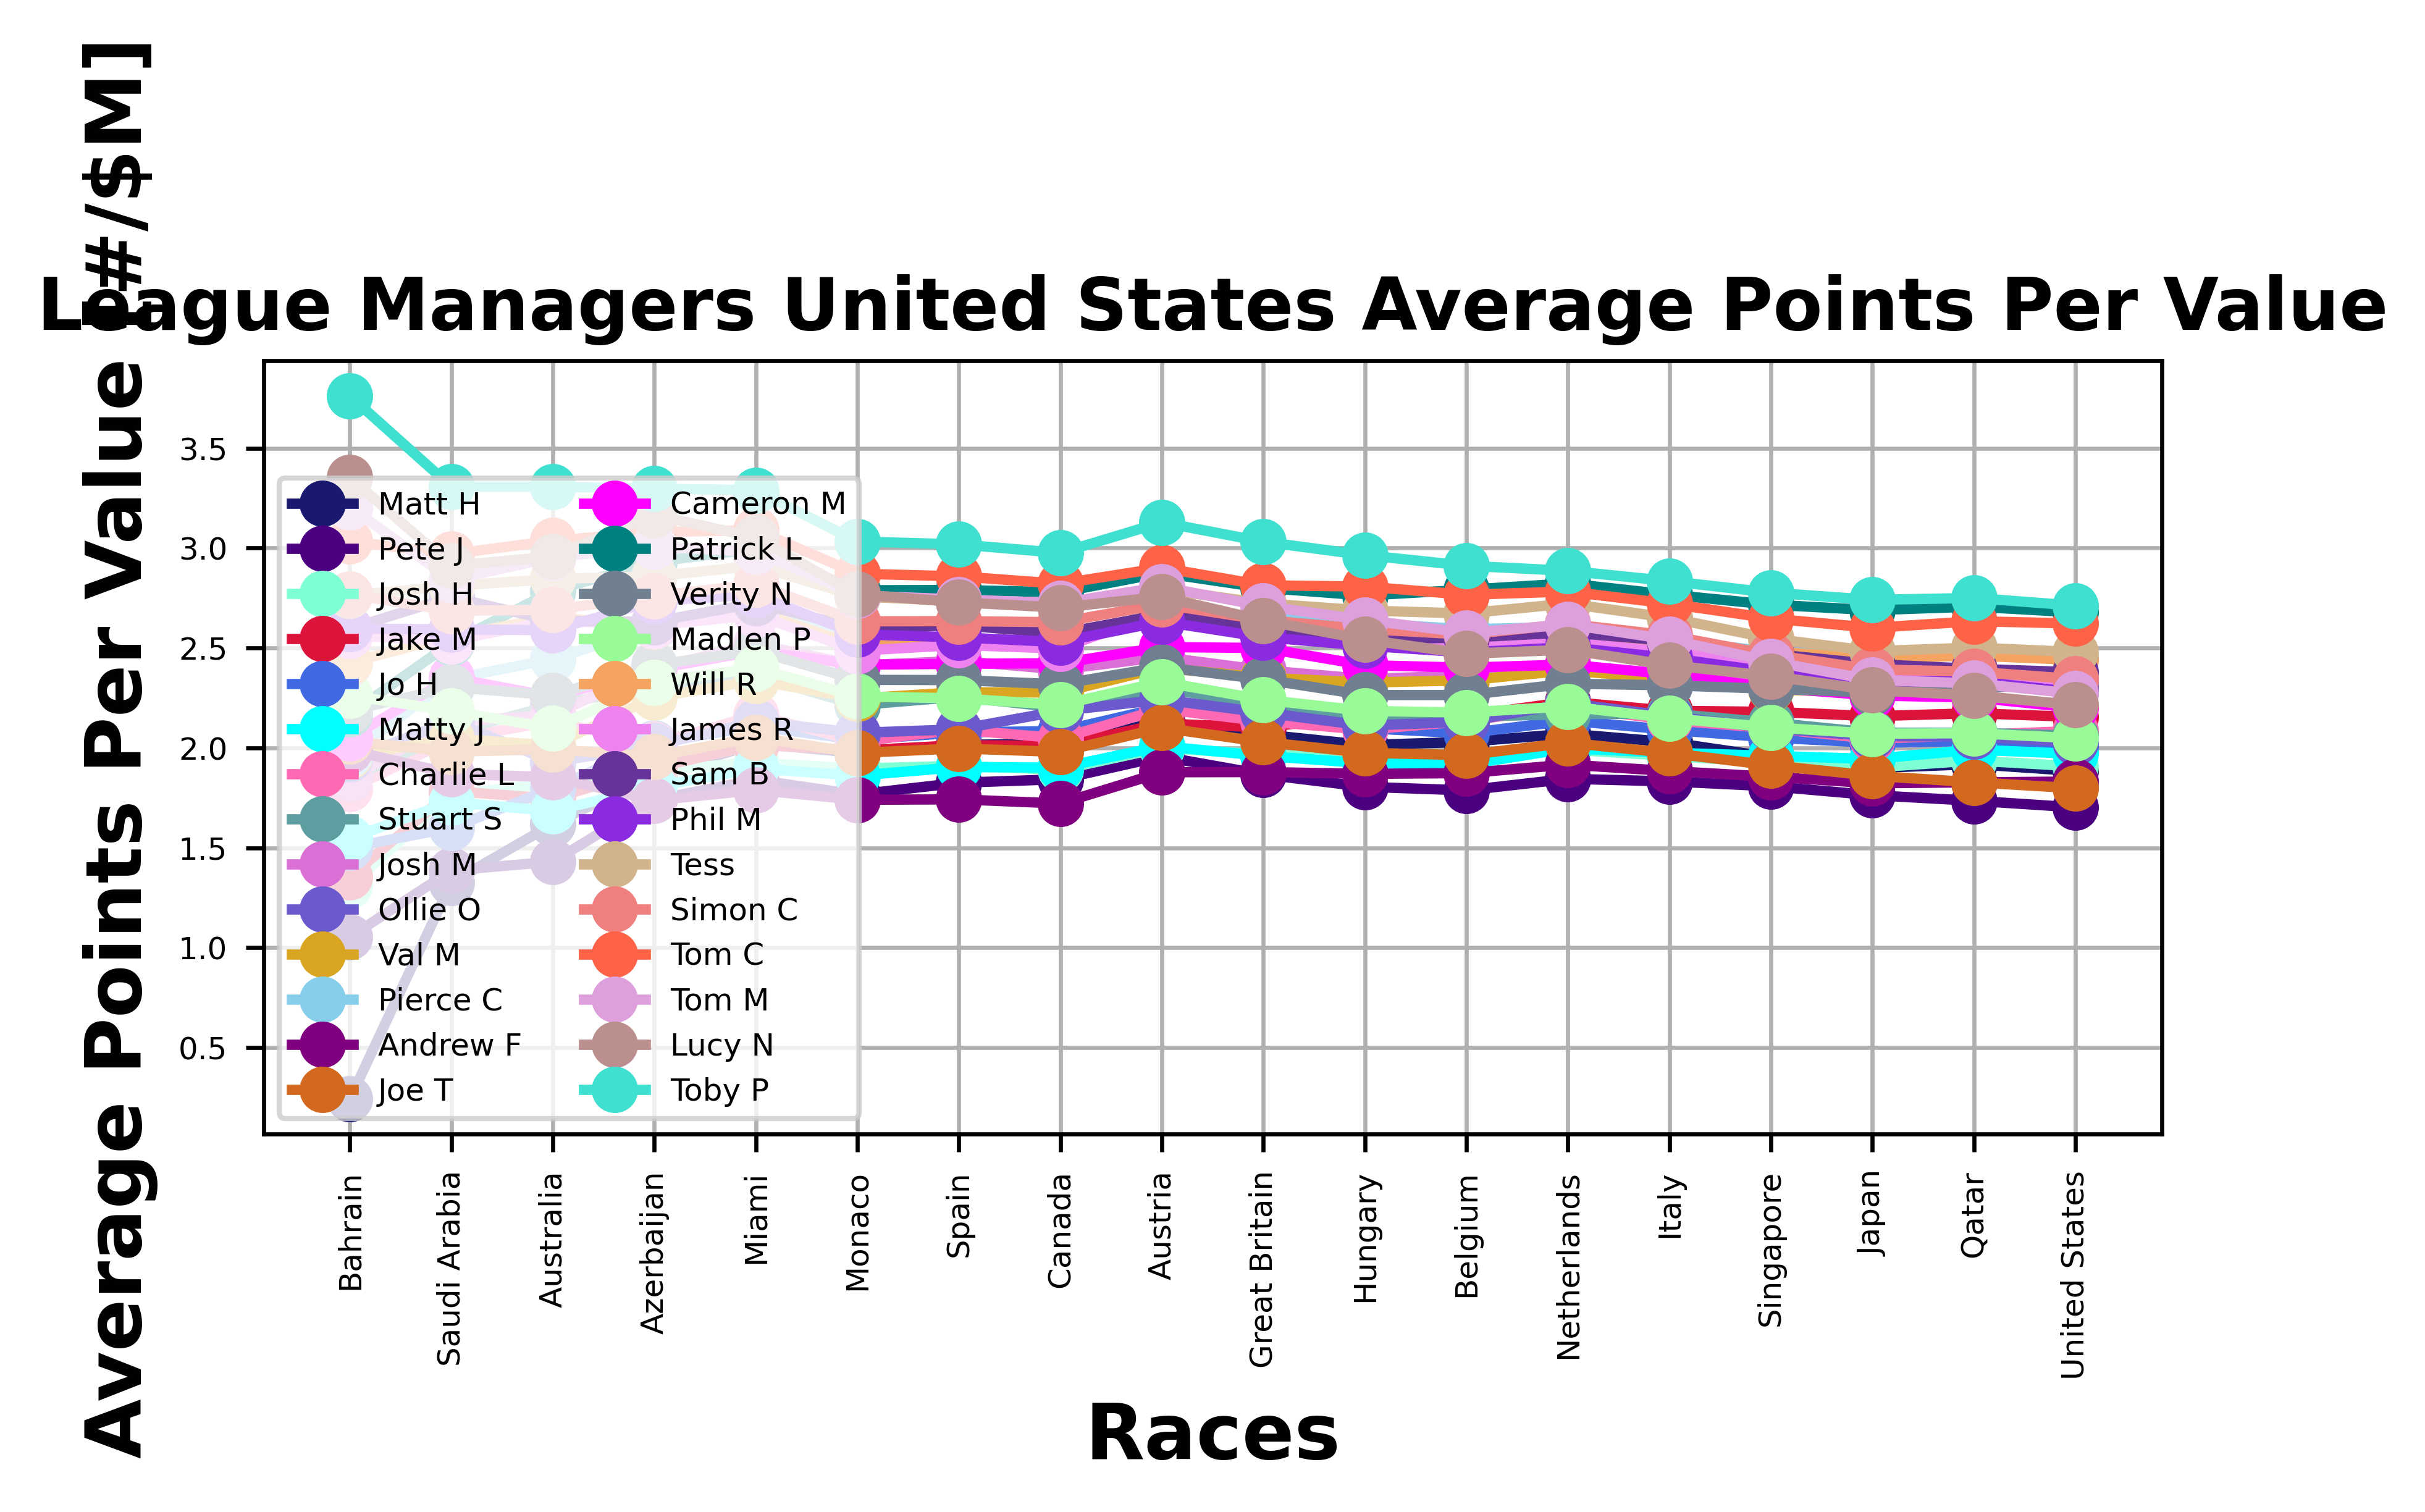 League Managers United States Average Points Per Value
Average Points Per Value [#/$M]
3.5
3.0
2.5
2.0
1.5
1.0
0.5
Matt H
Pete J
Josh H
Jake M
Jo H
Matty J
Charlie L
Stuart S
Josh M
Ollie O
Val M
Pierce C
Andrew F
Joe T
Cameron M
Patrick L
Verity N
Madlen P
Will R
James R
Sam B
Phil M
Tess
Simon C
Tom C
Tom M
Lucy N
Toby P
Bahrain
Saudi Arabia
Australia
Azerbaijan
Miami
Monaco
Spain
Canada
Austria
Great Britain
Hungary
Belgium
Netherlands
Italy
Singapore
Japan
Qatar
United States
Races